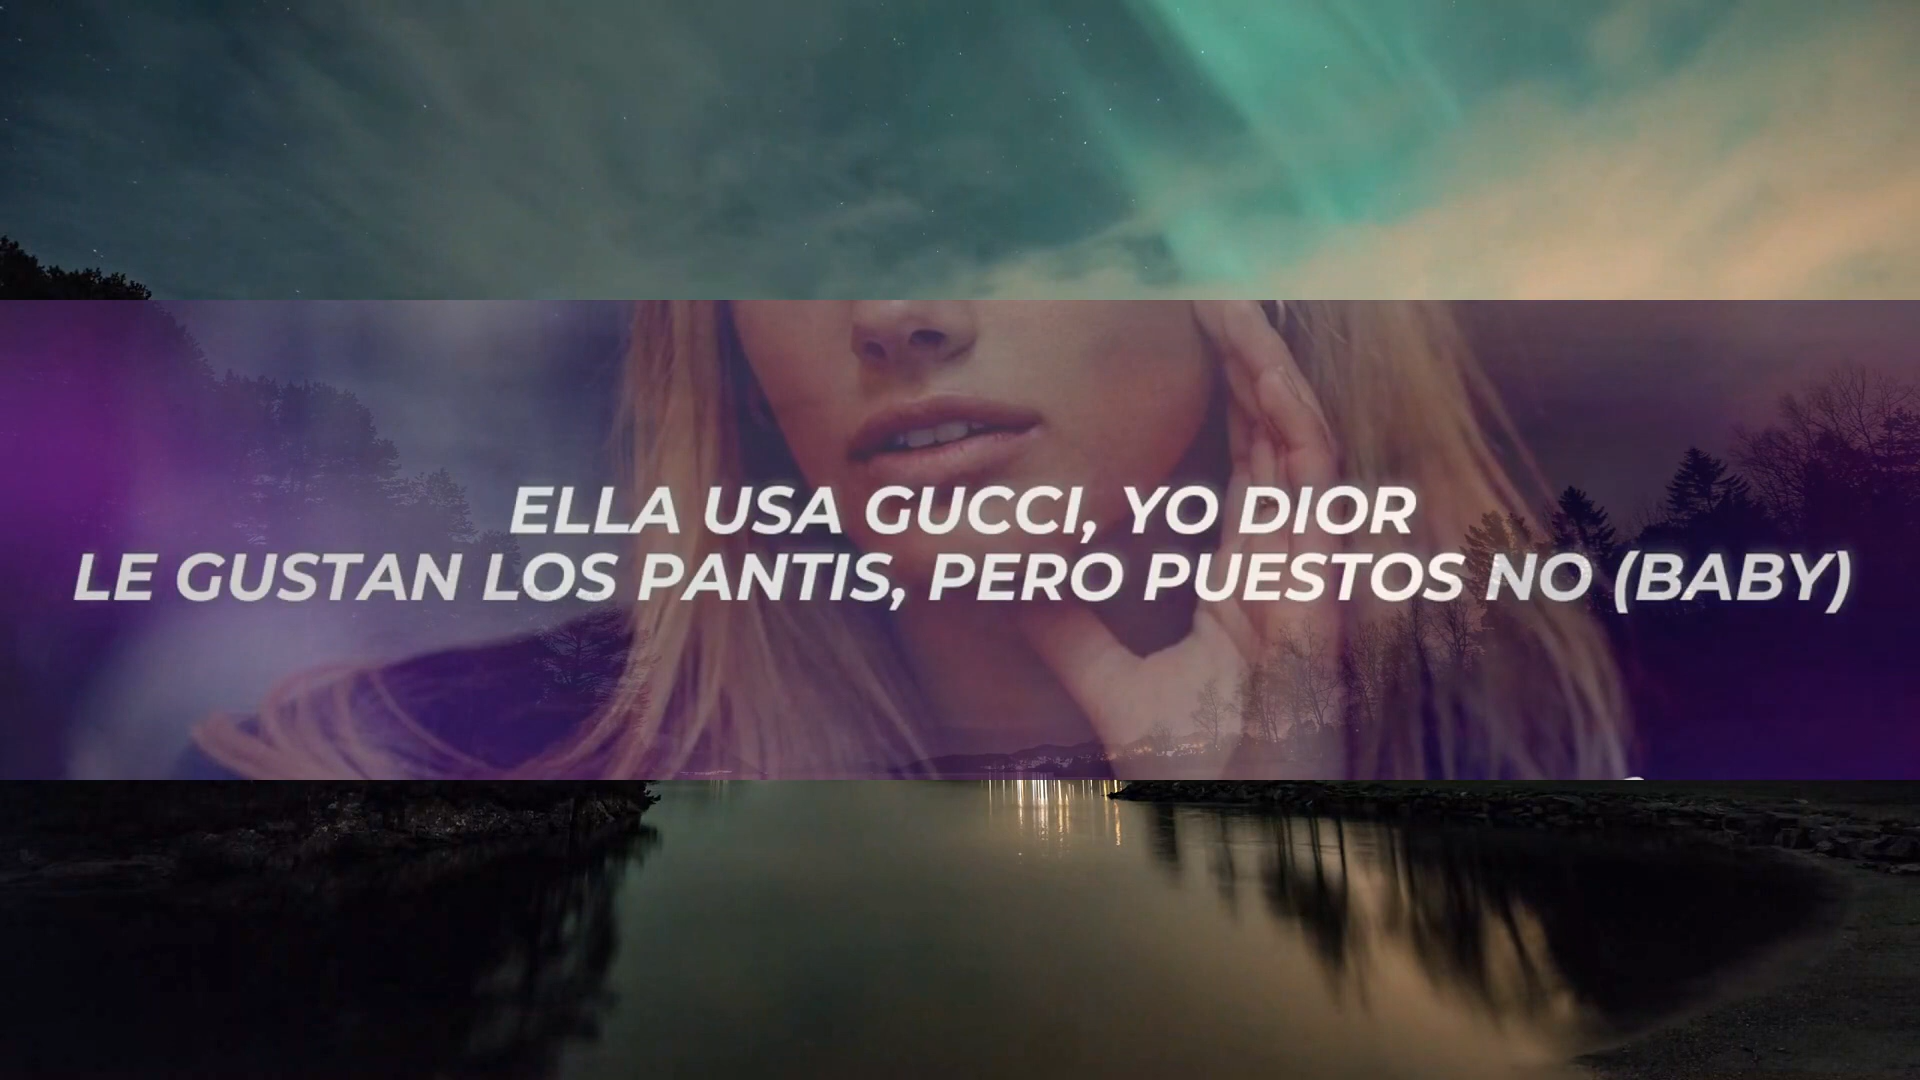 ELLA USA GUCCI, YO DIOR
LE GUSTAN LOS PANTIS, PERO PUESTOS NO (BABY)